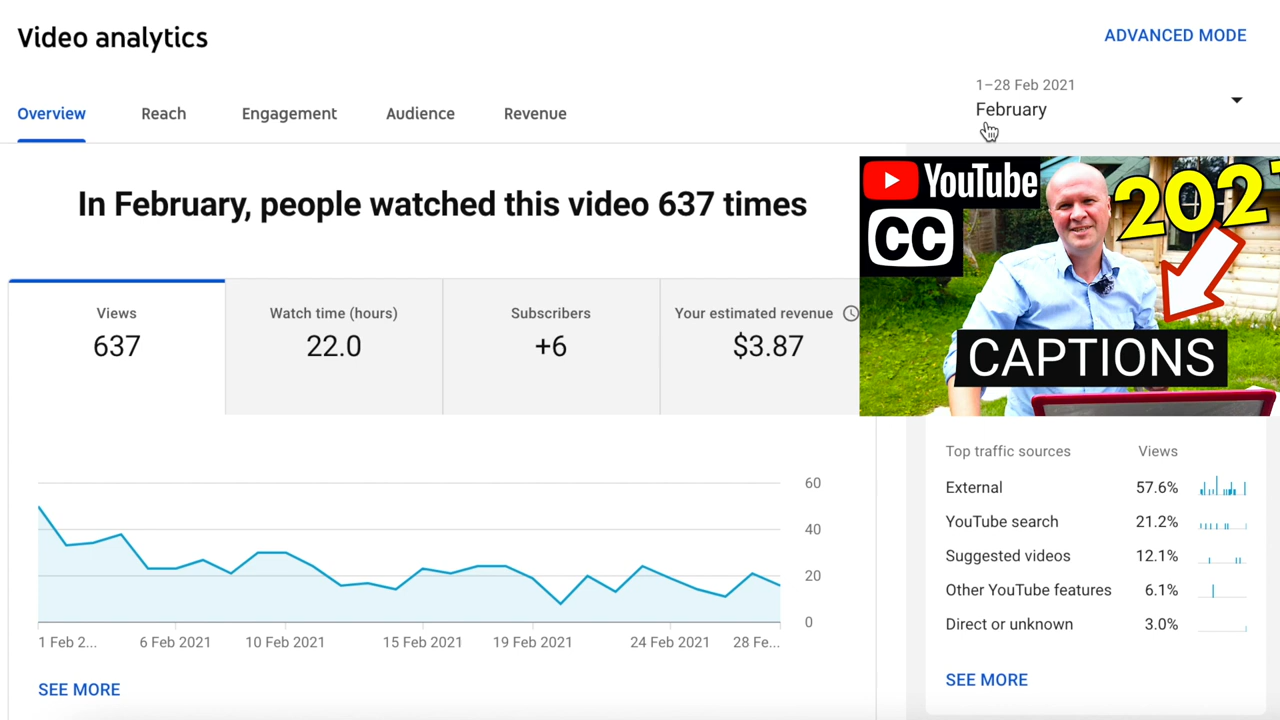 Video analytics
ADVANCED MODE
1–28 Feb 2021
February
Overview
Reach
Engagement
Audience
Revenue
In February, people watched this video 637 times
YouTube
CC
202
CAPTIONS
Views
637
Watch time (hours)
22.0
Subscribers
+6
Your estimated revenue
$3.87
60
40
20
0
1 Feb 2...
6 Feb 2021
10 Feb 2021
15 Feb 2021
19 Feb 2021
24 Feb 2021
28 Fe...
SEE MORE
Top traffic sources Views
External 57.6%
YouTube search 21.2%
Suggested videos 12.1%
Other YouTube features 6.1%
Direct or unknown 3.0%
SEE MORE